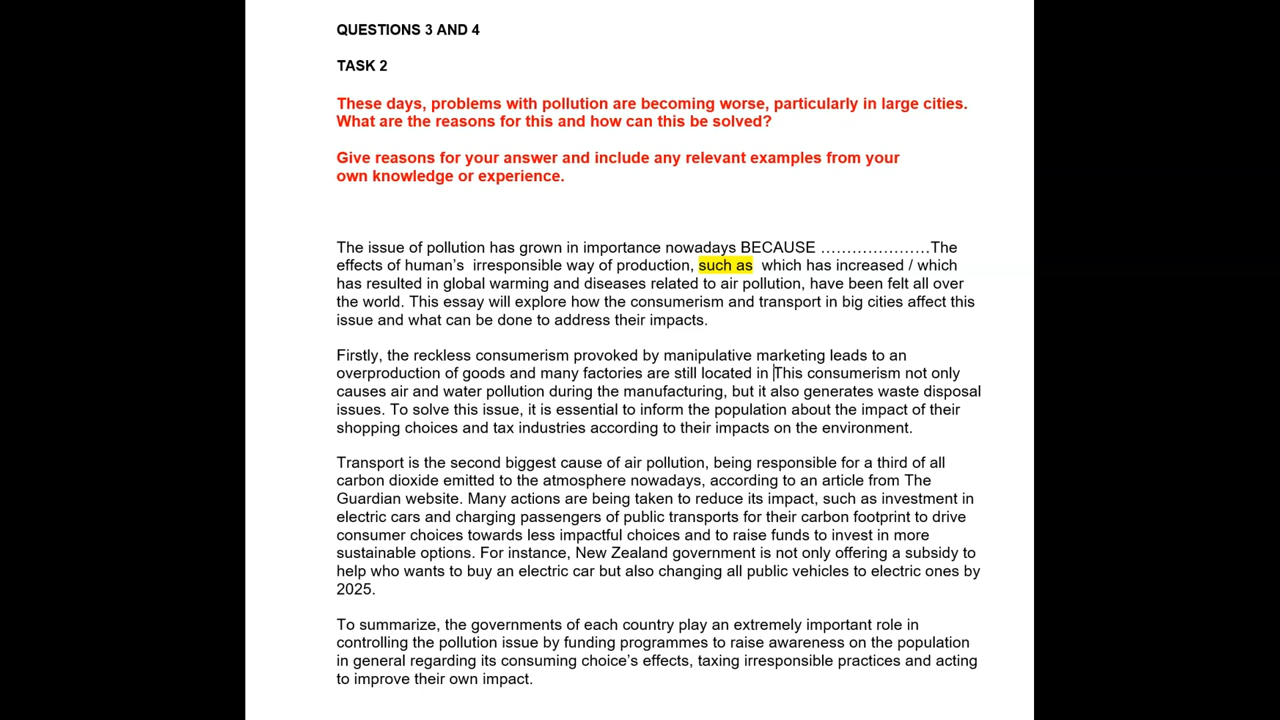 QUESTIONS 3 AND 4
TASK 2
These days, problems with pollution are becoming worse, particularly in large cities.
What are the reasons for this and how can this be solved?
Give reasons for your answer and include any relevant examples from your
own knowledge or experience.
The issue of pollution has grown in importance nowadays BECAUSE …………………The
effects of human’s  irresponsible way of production, such as  which has increased / which
has resulted in global warming and diseases related to air pollution, have been felt all over
the world. This essay will explore how the consumerism and transport in big cities affect this
issue and what can be done to address their impacts.
Firstly, the reckless consumerism provoked by manipulative marketing leads to an
overproduction of goods and many factories are still located in This consumerism not only
causes air and water pollution during the manufacturing, but it also generates waste disposal
issues. To solve this issue, it is essential to inform the population about the impact of their
shopping choices and tax industries according to their impacts on the environment.
Transport is the second biggest cause of air pollution, being responsible for a third of all
carbon dioxide emitted to the atmosphere nowadays, according to an article from The
Guardian website. Many actions are being taken to reduce its impact, such as investment in
electric cars and charging passengers of public transports for their carbon footprint to drive
consumer choices towards less impactful choices and to raise funds to invest in more
sustainable options. For instance, New Zealand government is not only offering a subsidy to
help who wants to buy an electric car but also changing all public vehicles to electric ones by
2025.
To summarize, the governments of each country play an extremely important role in
controlling the pollution issue by funding programmes to raise awareness on the population
in general regarding its consuming choice’s effects, taxing irresponsible practices and acting
to improve their own impact.